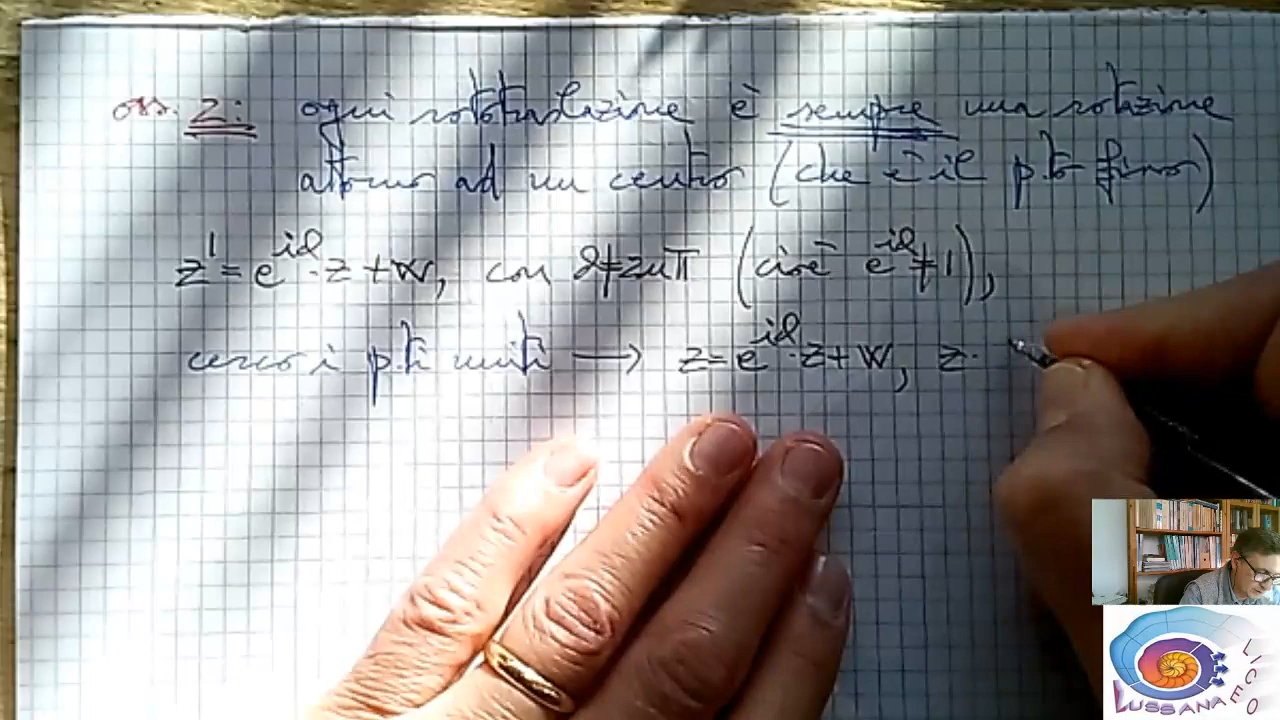 oss. 2: ogni rototraslazione è sempre una rotazione
attorno ad un centro (che è il p.to fisso)
z' = e^{iα}·z + w, con α≠2nπ (cioè e^{iα}≠1),
cerco i p.ti uniti → z = e^{iα}·z + w, z·
LUSSANA
LICEO